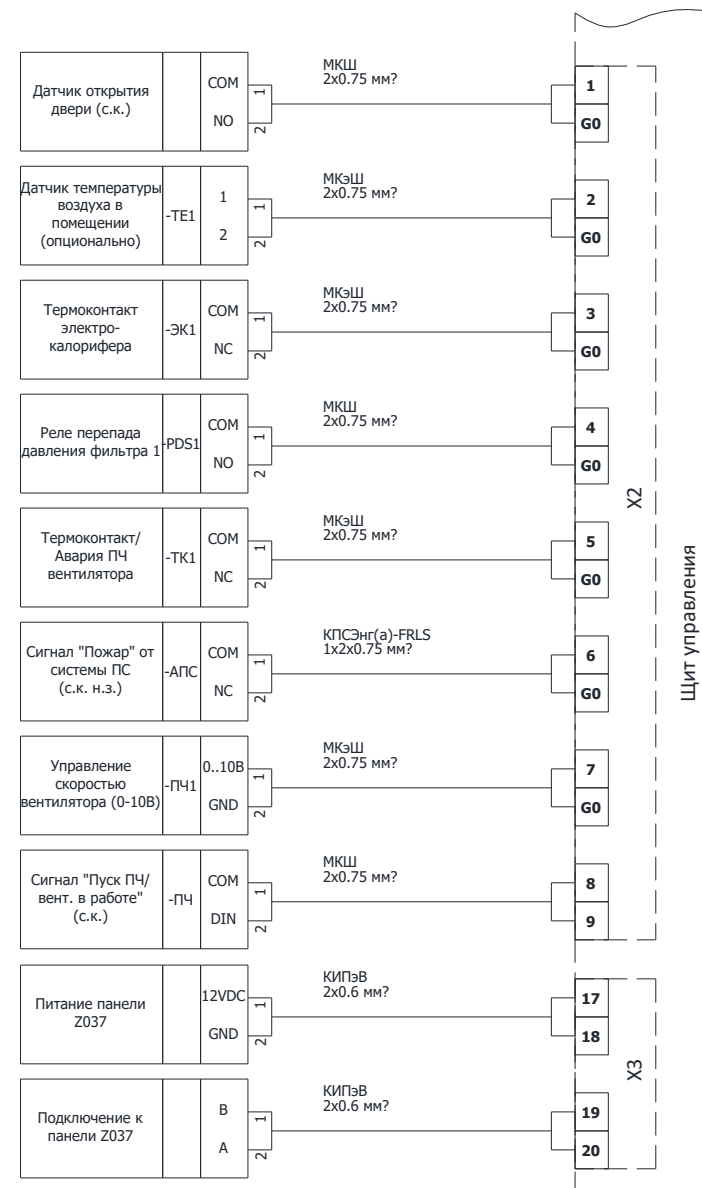 Датчик открытия
двери (с.к.)
COM
NO
1
2
МКШ
2x0.75 мм?
1
G0
Датчик температуры
воздуха в
помещении
(опционально)
-TE1
1
2
1
2
МКэШ
2x0.75 мм?
2
G0
Термоконтакт
электро-
калорифера
-ЭК1
COM
NC
1
2
МКэШ
2x0.75 мм?
3
G0
Реле перепада
давления фильтра 1
-PDS1
COM
NO
1
2
МКШ
2x0.75 мм?
4
G0
Термоконтакт/
Авария ПЧ
вентилятора
-ТК1
COM
NC
1
2
МКэШ
2x0.75 мм?
5
G0
Сигнал "Пожар" от
системы ПС
(с.к. н.з.)
-АПС
COM
NC
1
2
КПСЭнг(а)-FRLS
1x2x0.75 мм?
6
G0
Управление
скоростью
вентилятора (0-10В)
-ПЧ1
0..10В
GND
1
2
МКэШ
2x0.75 мм?
7
G0
Сигнал "Пуск ПЧ/
вент. в работе"
(с.к.)
-ПЧ
COM
DIN
1
2
МКШ
2x0.75 мм?
8
9
X2
Питание панели
Z037
12VDC
GND
1
2
КИПэВ
2x0.6 мм?
17
18
Подключение к
панели Z037
B
A
1
2
КИПэВ
2x0.6 мм?
19
20
X3
Щит управления